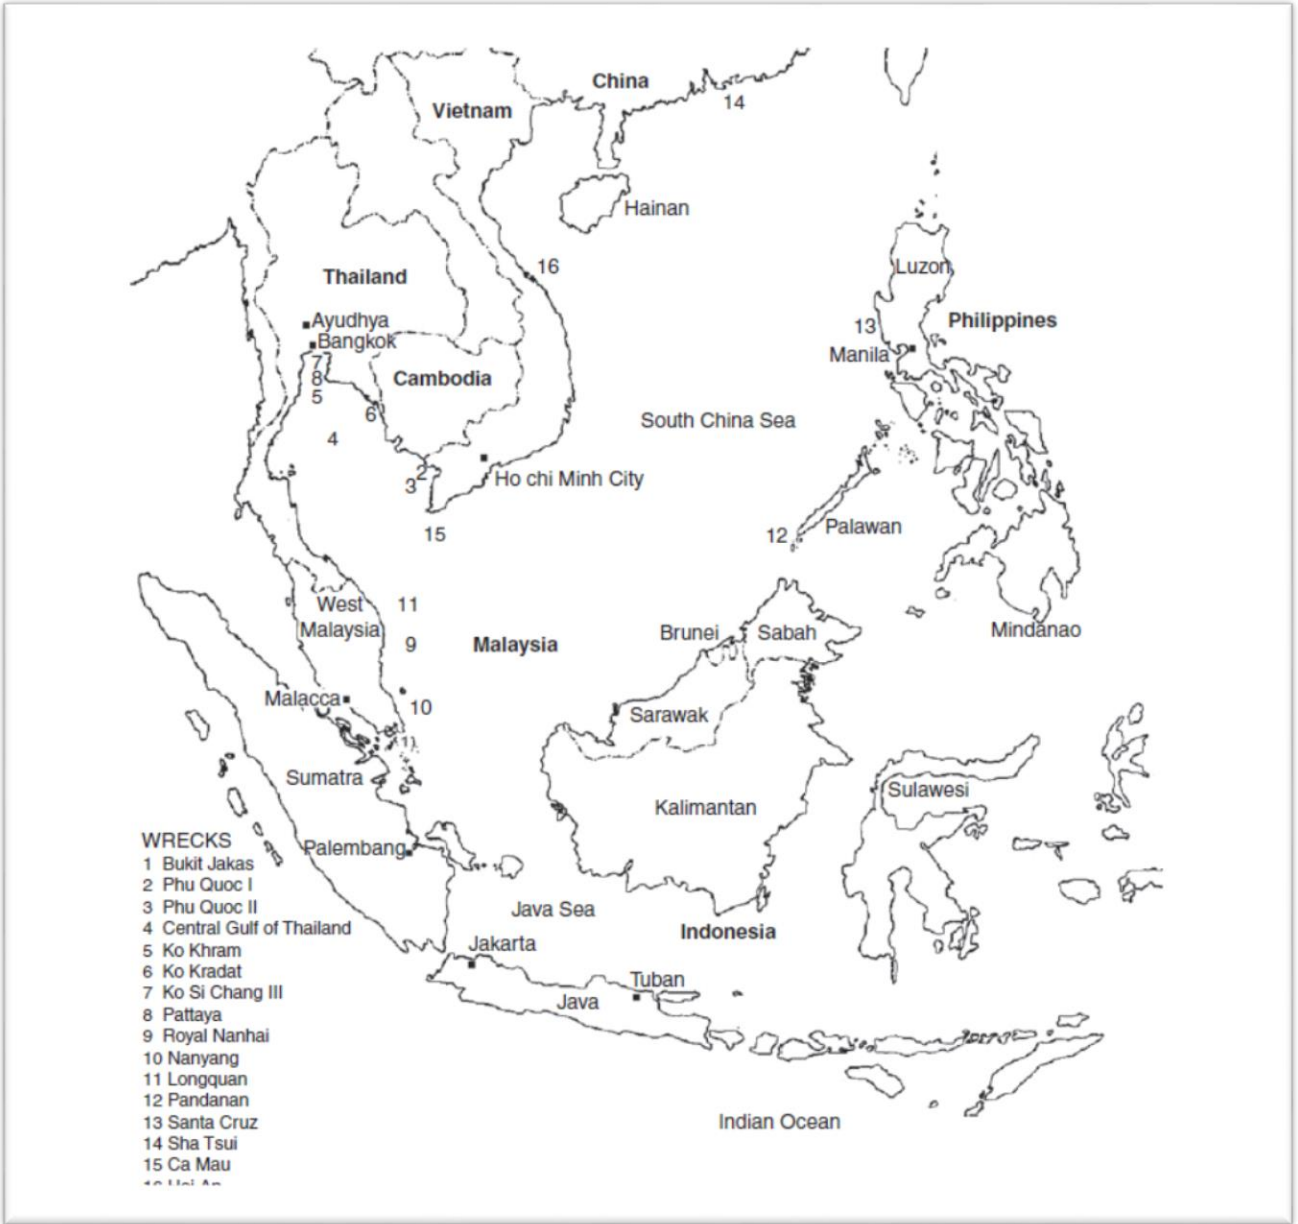 China
14
Vietnam
Hainan
16
Luzon
Thailand
Ayudhya
13
Philippines
Bangkok
Manila
7
8
Cambodia
5
6
South China Sea
4
2
Ho chi Minh City
3
Palawan
15
12
West
Malaysia
11
Brunei
Sabah
Mindanao
9
Malaysia
Malacca
10
Sarawak
1
Sumatra
Sulawesi
Kalimantan
Palembang
Java Sea
Indonesia
Jakarta
Tuban
Java
Indian Ocean
WRECKS
1 Bukit Jakas
2 Phu Quoc I
3 Phu Quoc II
4 Central Gulf of Thailand
5 Ko Khram
6 Ko Kradat
7 Ko Si Chang III
8 Pattaya
9 Royal Nanhai
10 Nanyang
11 Longquan
12 Pandanan
13 Santa Cruz
14 Sha Tsui
15 Ca Mau